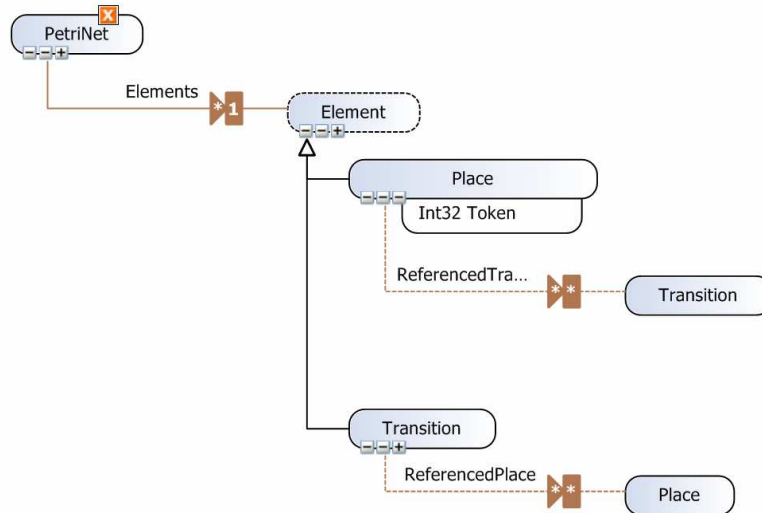 X
PetriNet
Elements
* 1
Element
Place
Int32 Token
ReferencedTra...
* *
Transition
Transition
ReferencedPlace
* *
Place